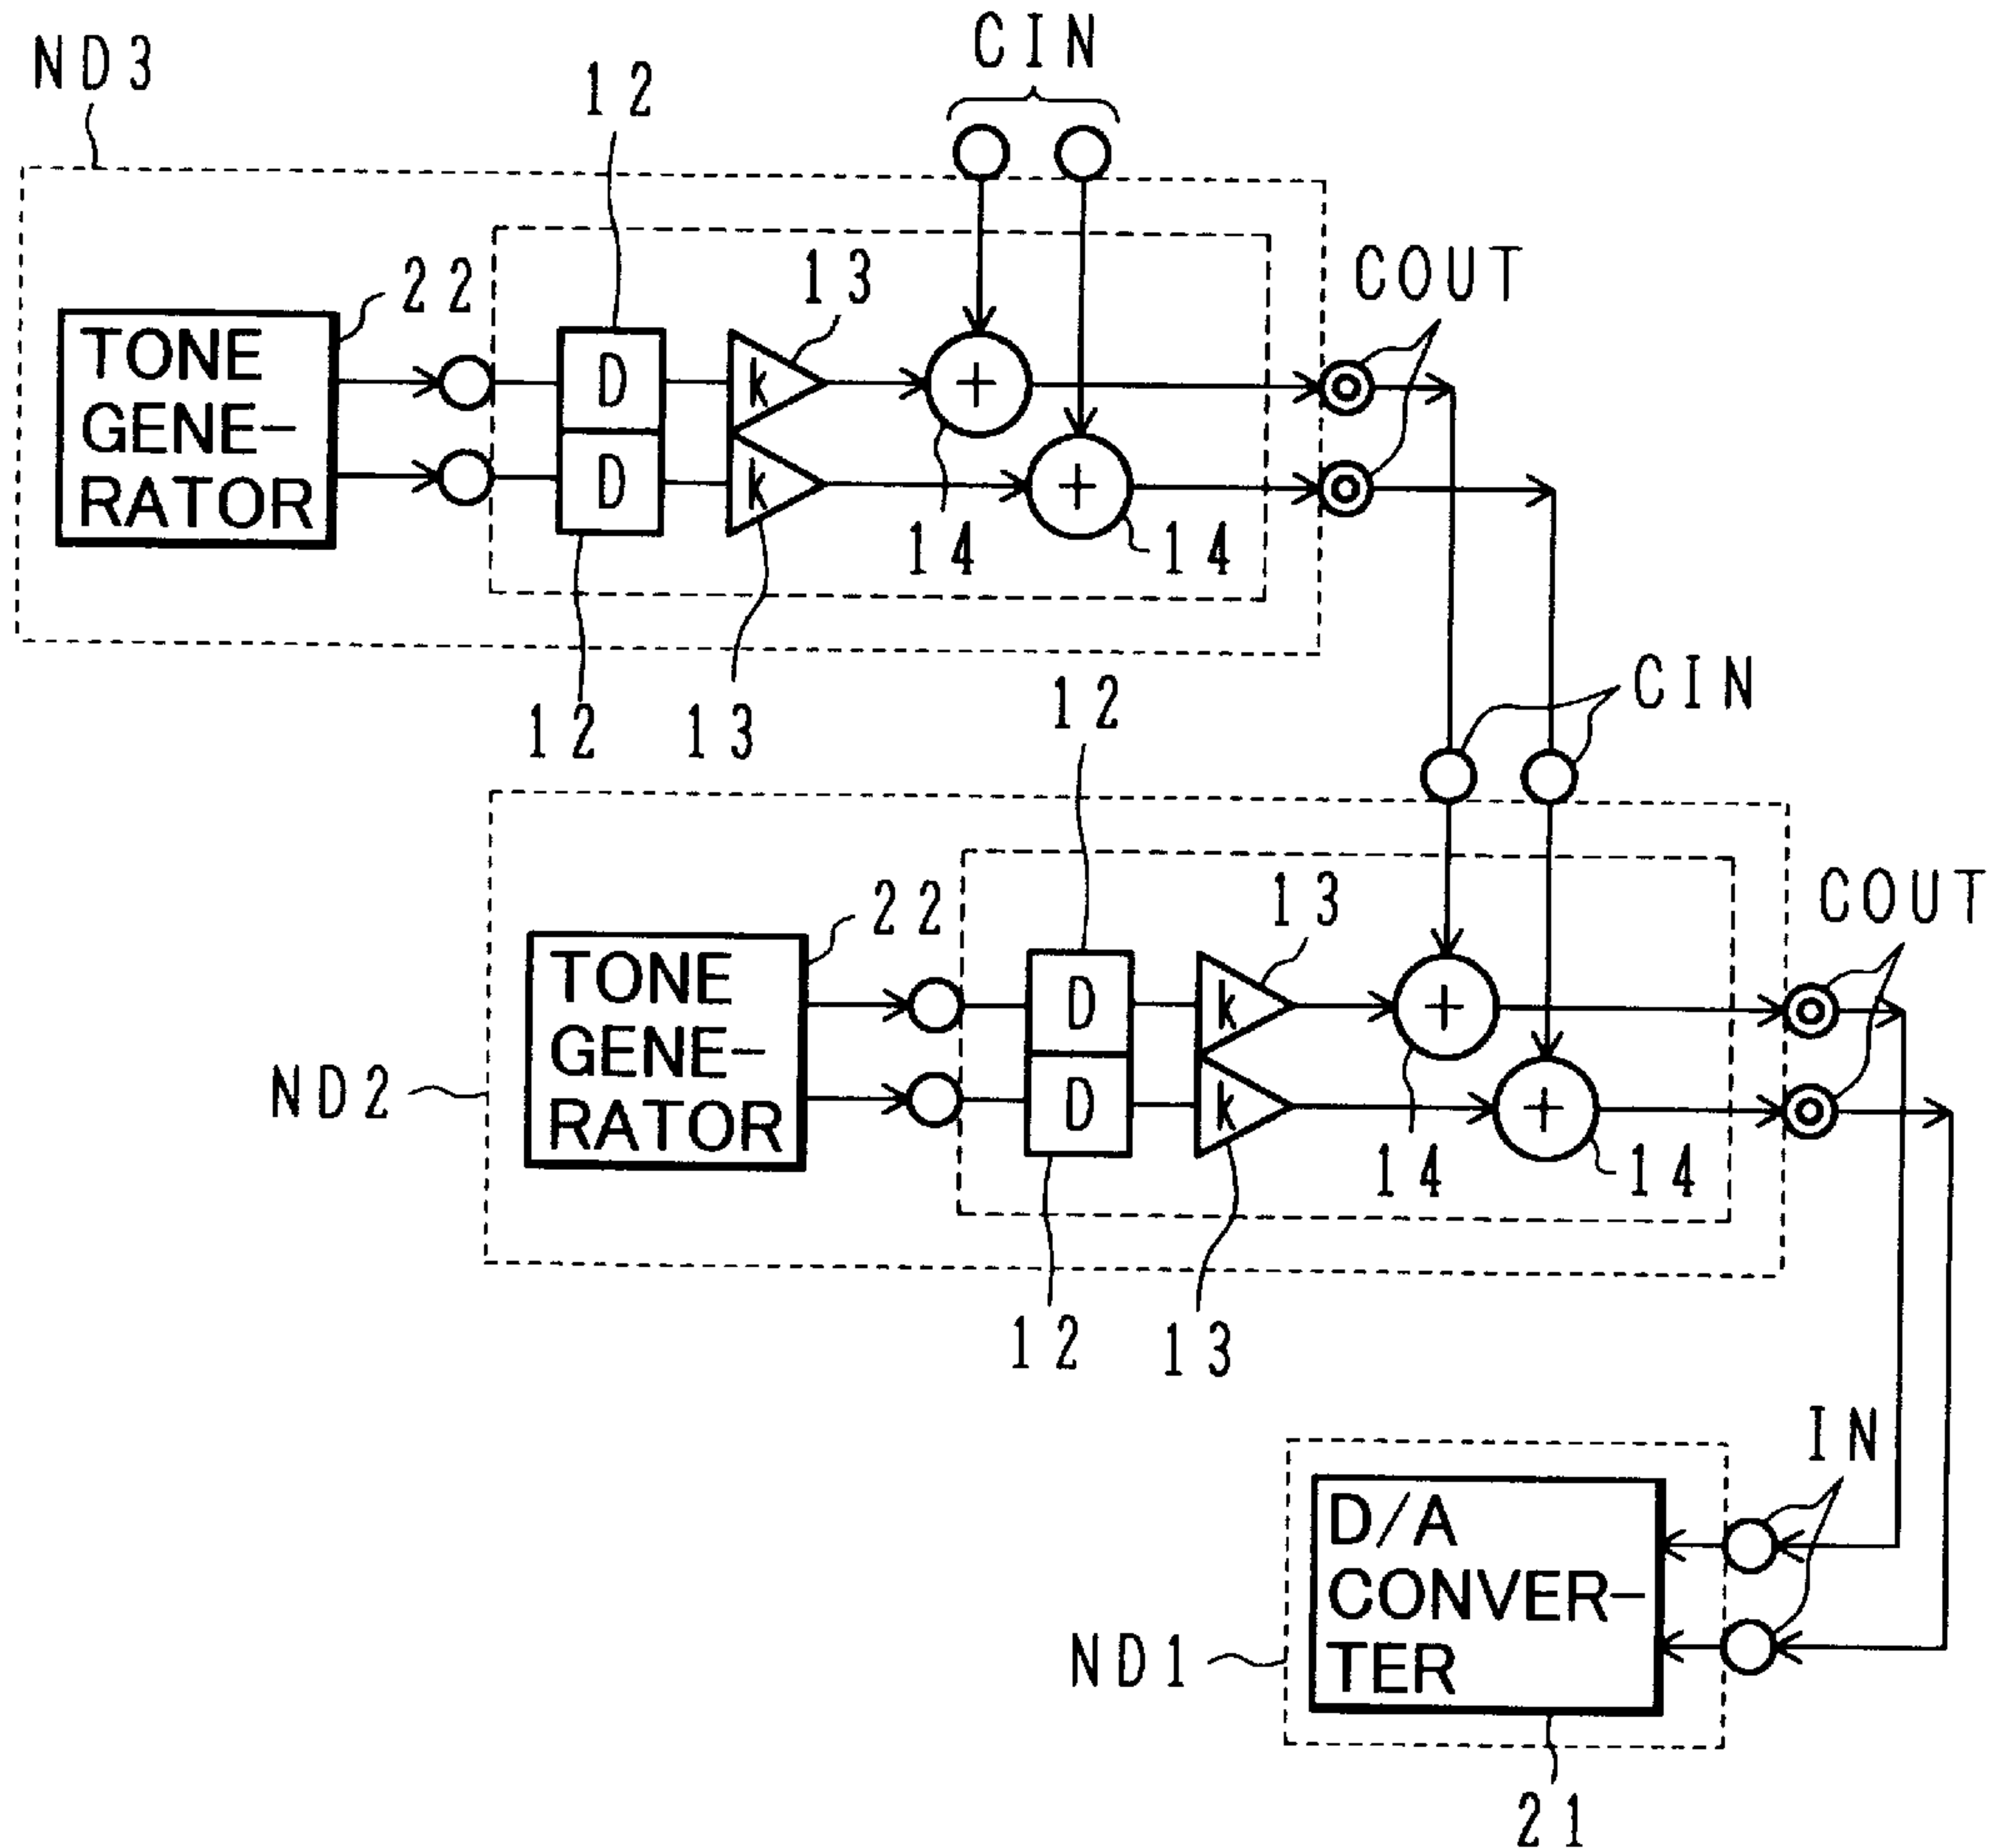 CIN
ND3
12
22
13
COUT
TONE
GENE-
RATOR
D
k
+
D
k
+
14
14
12
13
CIN
12
22
13
COUT
TONE
GENE-
RATOR
D
k
+
D
k
+
ND2
14
14
12
13
IN
D/A
CONVER-
TER
ND1
21